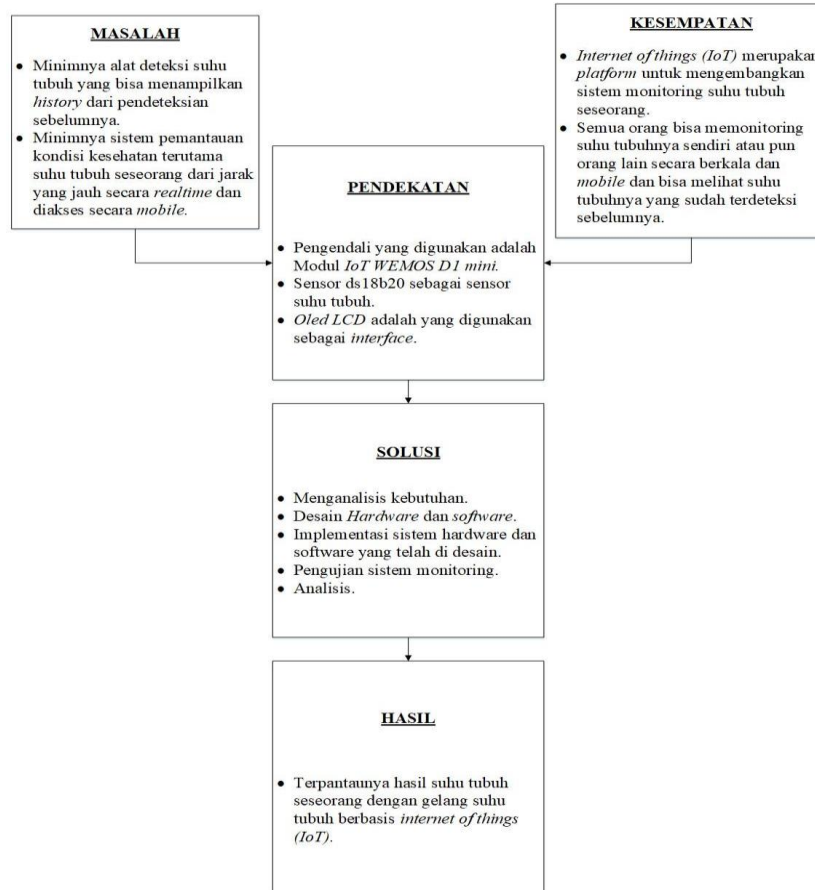 MASALAH
• Minimnya alat deteksi suhu
tubuh yang bisa menampilkan
history dari pendeteksian
sebelumnya.
• Minimnya sistem pemantauan
kondisi kesehatan terutama
suhu tubuh seseorang dari jarak
yang jauh secara realtime dan
diakses secara mobile.
KESEMPATAN
• Internet of things (IoT) merupakan
platform untuk mengembangkan
sistem monitoring suhu tubuh
seseorang.
• Semua orang bisa memonitoring
suhu tubuhnya sendiri atau pun
orang lain secara berkala dan
mobile dan bisa melihat suhu
tubuhnya yang sudah terdeteksi
sebelumnya.
PENDEKATAN
• Pengendali yang digunakan adalah
Modul IoT WEMOS D1 mini.
• Sensor ds18b20 sebagai sensor
suhu tubuh.
• Oled LCD adalah yang digunakan
sebagai interface.
SOLUSI
• Menganalisis kebutuhan.
• Desain Hardware dan software.
• Implementasi sistem hardware dan
software yang telah di desain.
• Pengujian sistem monitoring.
• Analisis.
HASIL
• Terpantaunya hasil suhu tubuh
seseorang dengan gelang suhu
tubuh berbasis internet of things
(IoT).